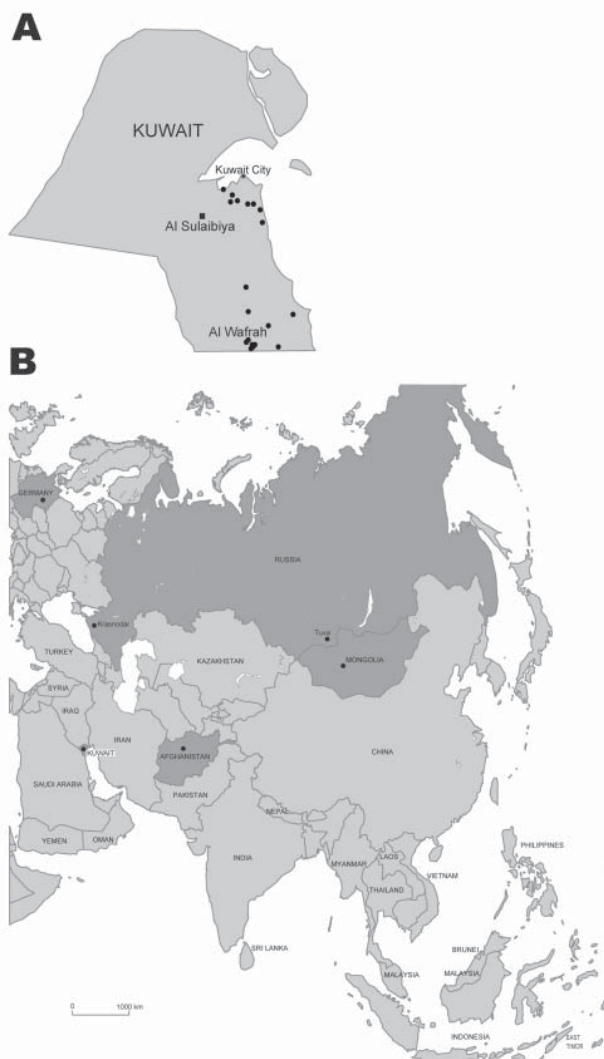 A
KUWAIT
Kuwait City
Al Sulaibiya
Al Wafrah
B
GERMANY
RUSSIA
Krasnodar
Tuva
TURKEY
KAZAKHSTAN
MONGOLIA
SYRIA
IRAQ
IRAN
KUWAIT
AFGHANISTAN
CHINA
SAUDI ARABIA
PAKISTAN
NEPAL
YEMEN
OMAN
INDIA
MYANMAR
LAOS
PHILIPPINES
VIETNAM
THAILAND
SRI LANKA
BRUNEI
MALAYSIA
MALAYSIA
0 1000 km
INDONESIA
EAST
TIMOR